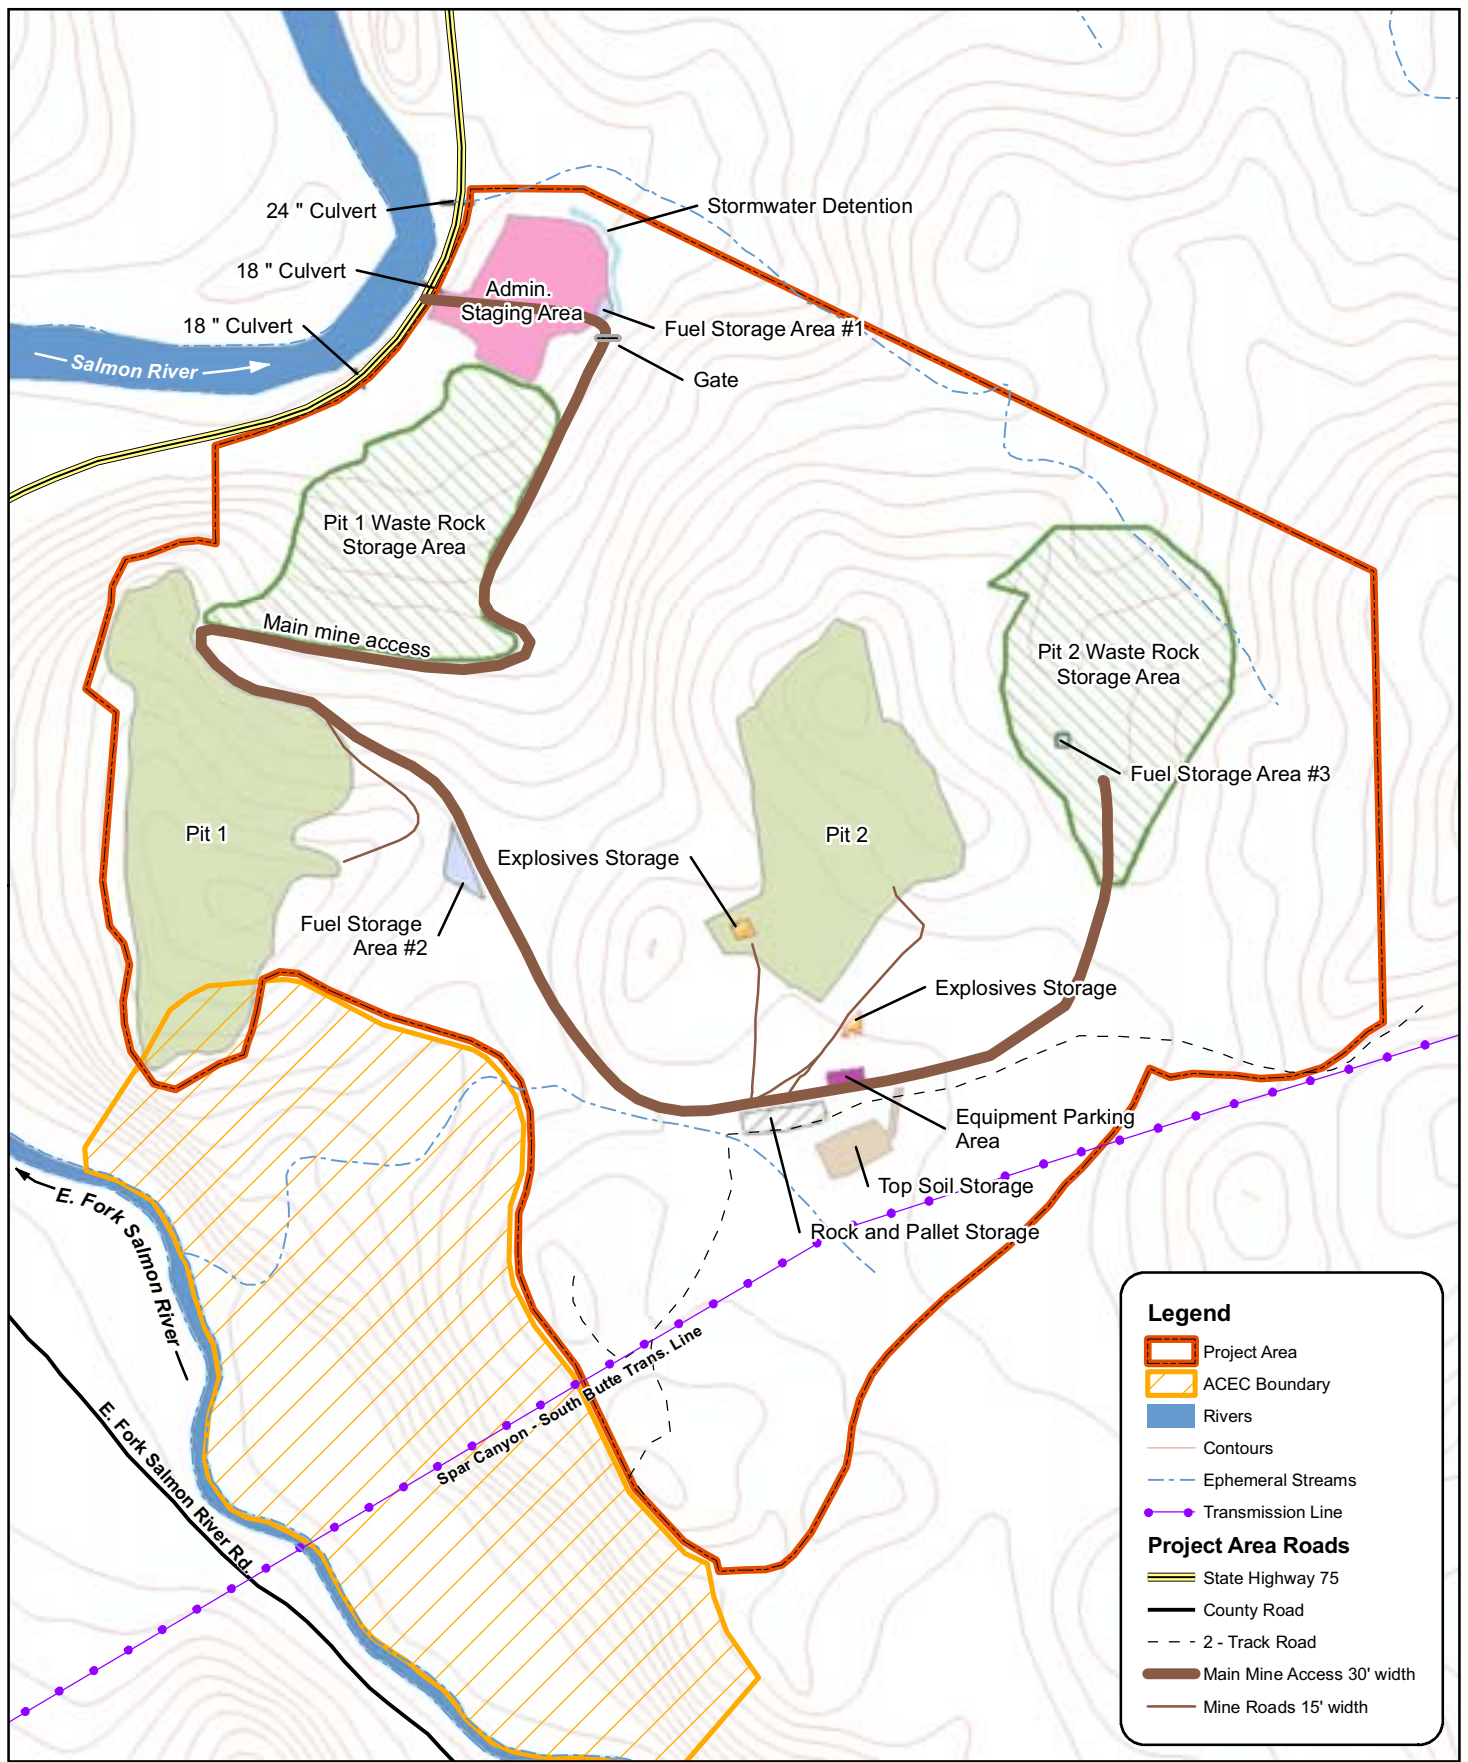 24 " Culvert
Stormwater Detention
18 " Culvert
Admin.
Staging Area
18 " Culvert
Fuel Storage Area #1
Salmon River
Gate
Pit 1 Waste Rock
Storage Area
Main mine access
Pit 2 Waste Rock
Storage Area
Fuel Storage Area #3
Pit 1
Pit 2
Explosives Storage
Fuel Storage
Area #2
Explosives Storage
Equipment Parking
Area
Top Soil Storage
Rock and Pallet Storage
E. Fork Salmon River
Spar Canyon - South Butte Trans. Line
E. Fork Salmon River Rd.
Legend
Project Area
ACEC Boundary
Rivers
Contours
Ephemeral Streams
Transmission Line
Project Area Roads
State Highway 75
County Road
2 - Track Road
Main Mine Access 30' width
Mine Roads 15' width